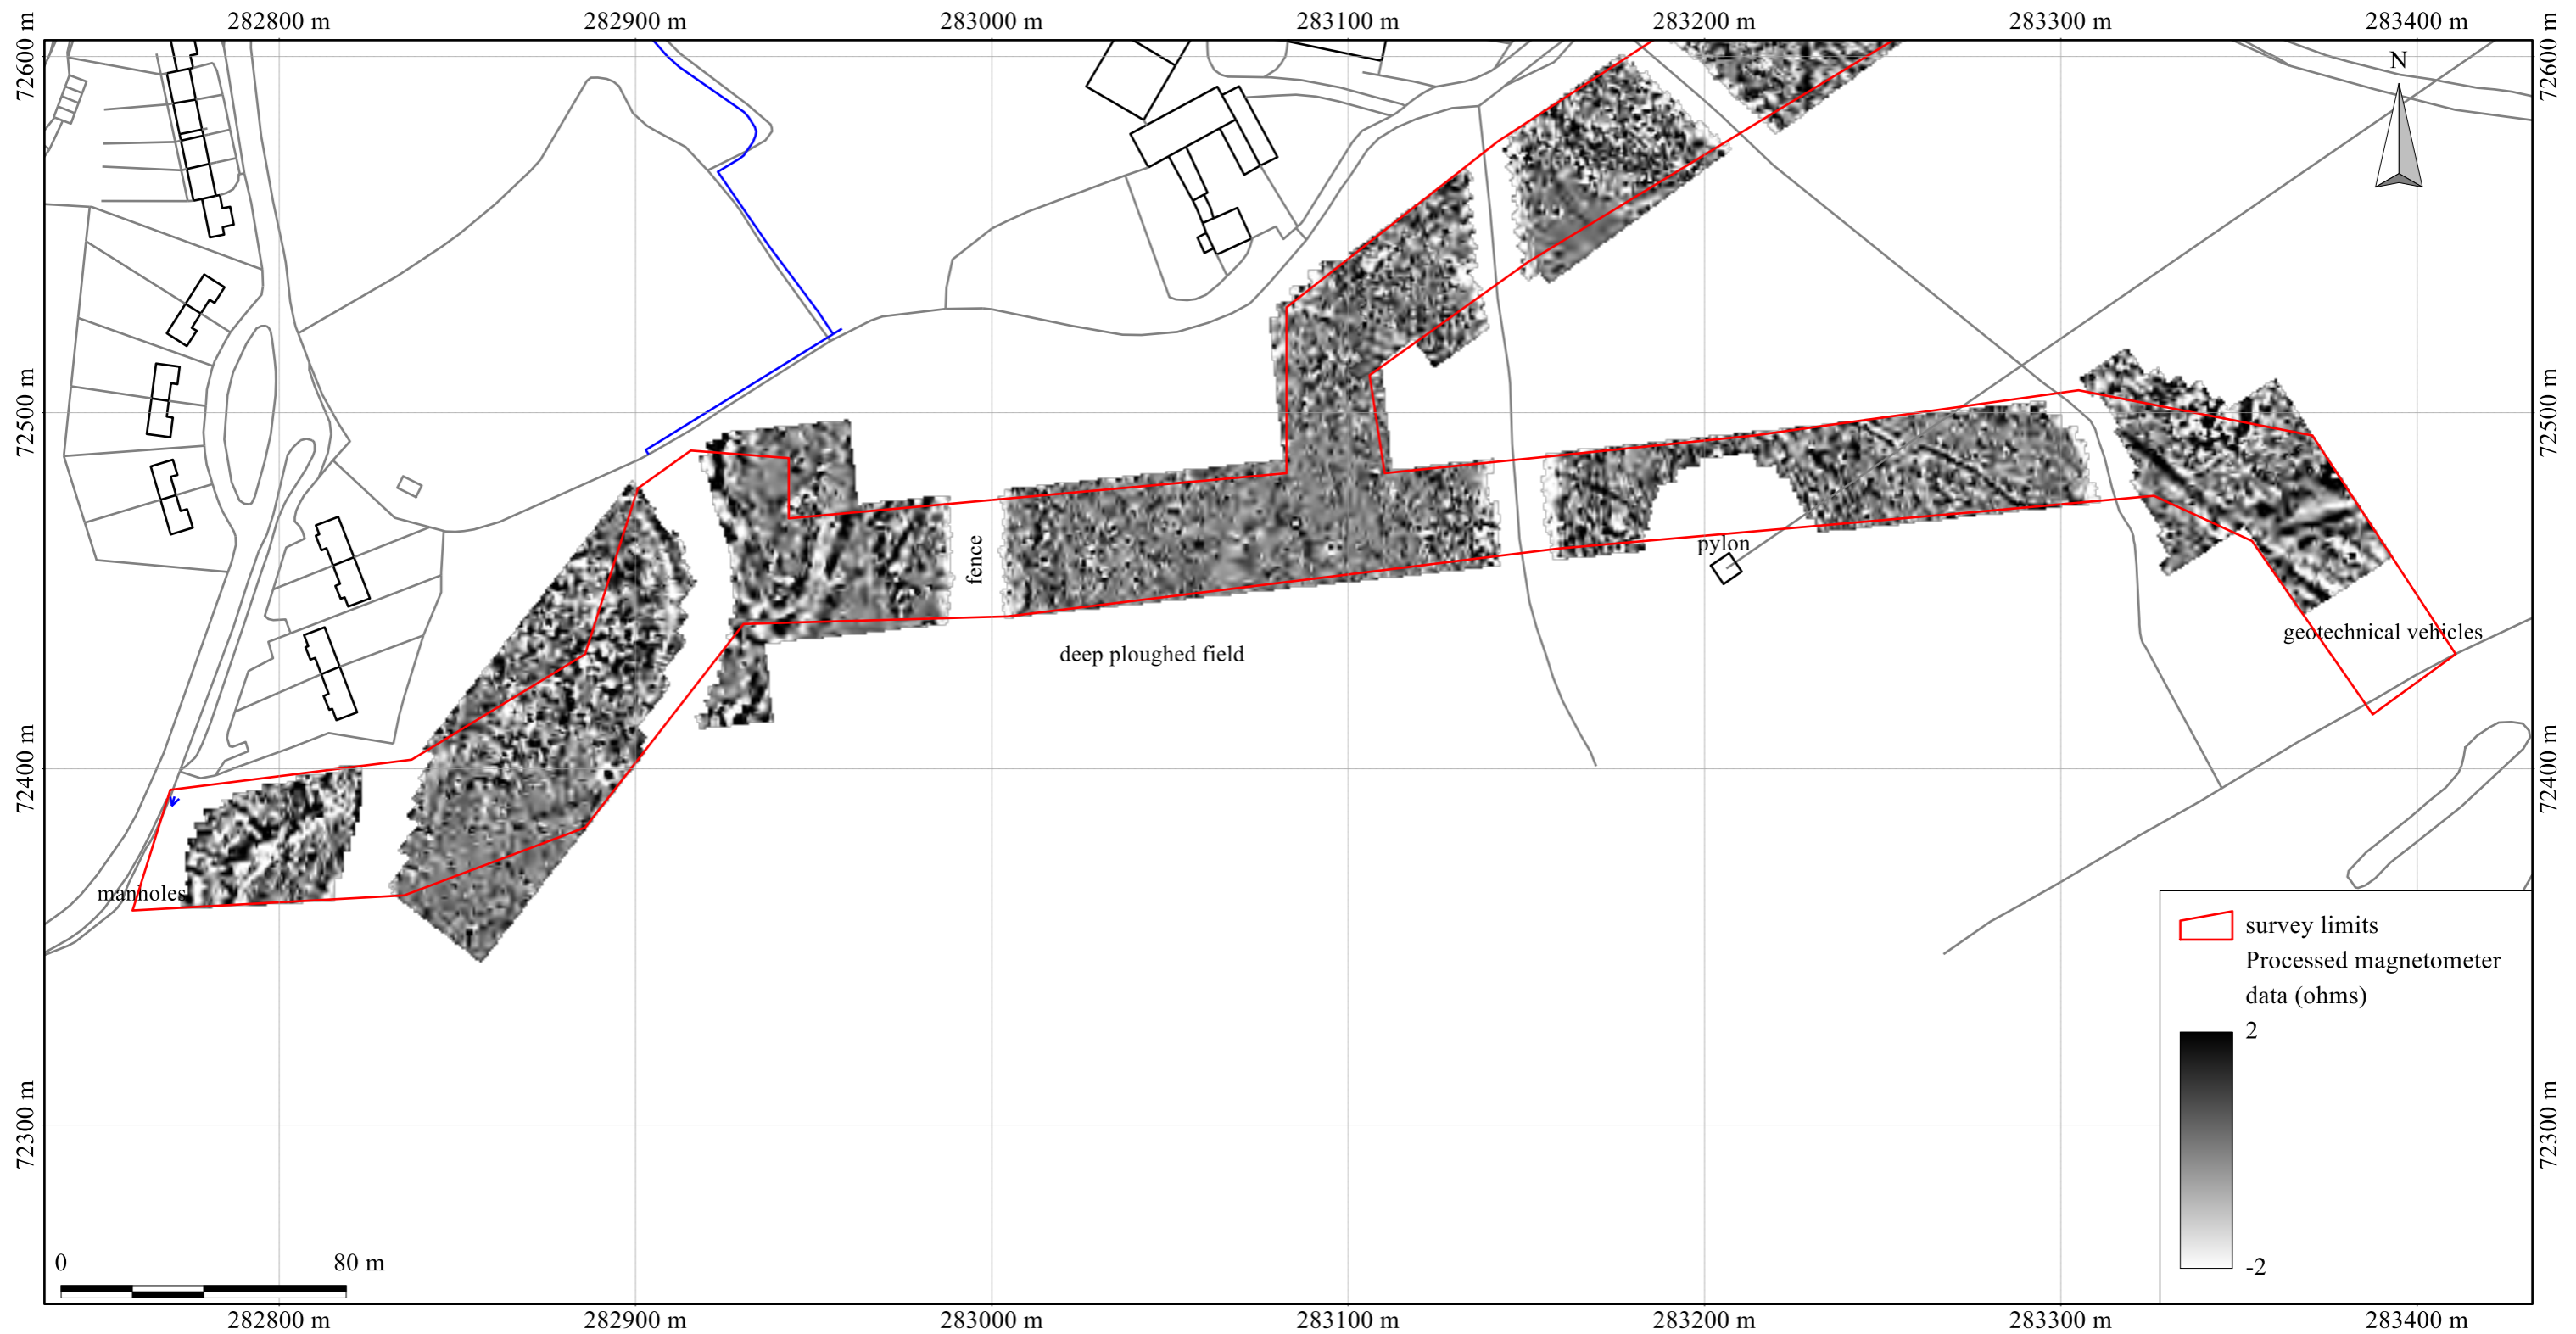 282800 m 282900 m 283000 m 283100 m 283200 m 283300 m 283400 m
72600 m
72600 m
N
72500 m
72500 m
fence
pylon
geotechnical vehicles
deep ploughed field
72400 m
72400 m
manholes
survey limits
Processed magnetometer
data (ohms)
2
-2
72300 m
72300 m
0 80 m
282800 m 282900 m 283000 m 283100 m 283200 m 283300 m 283400 m